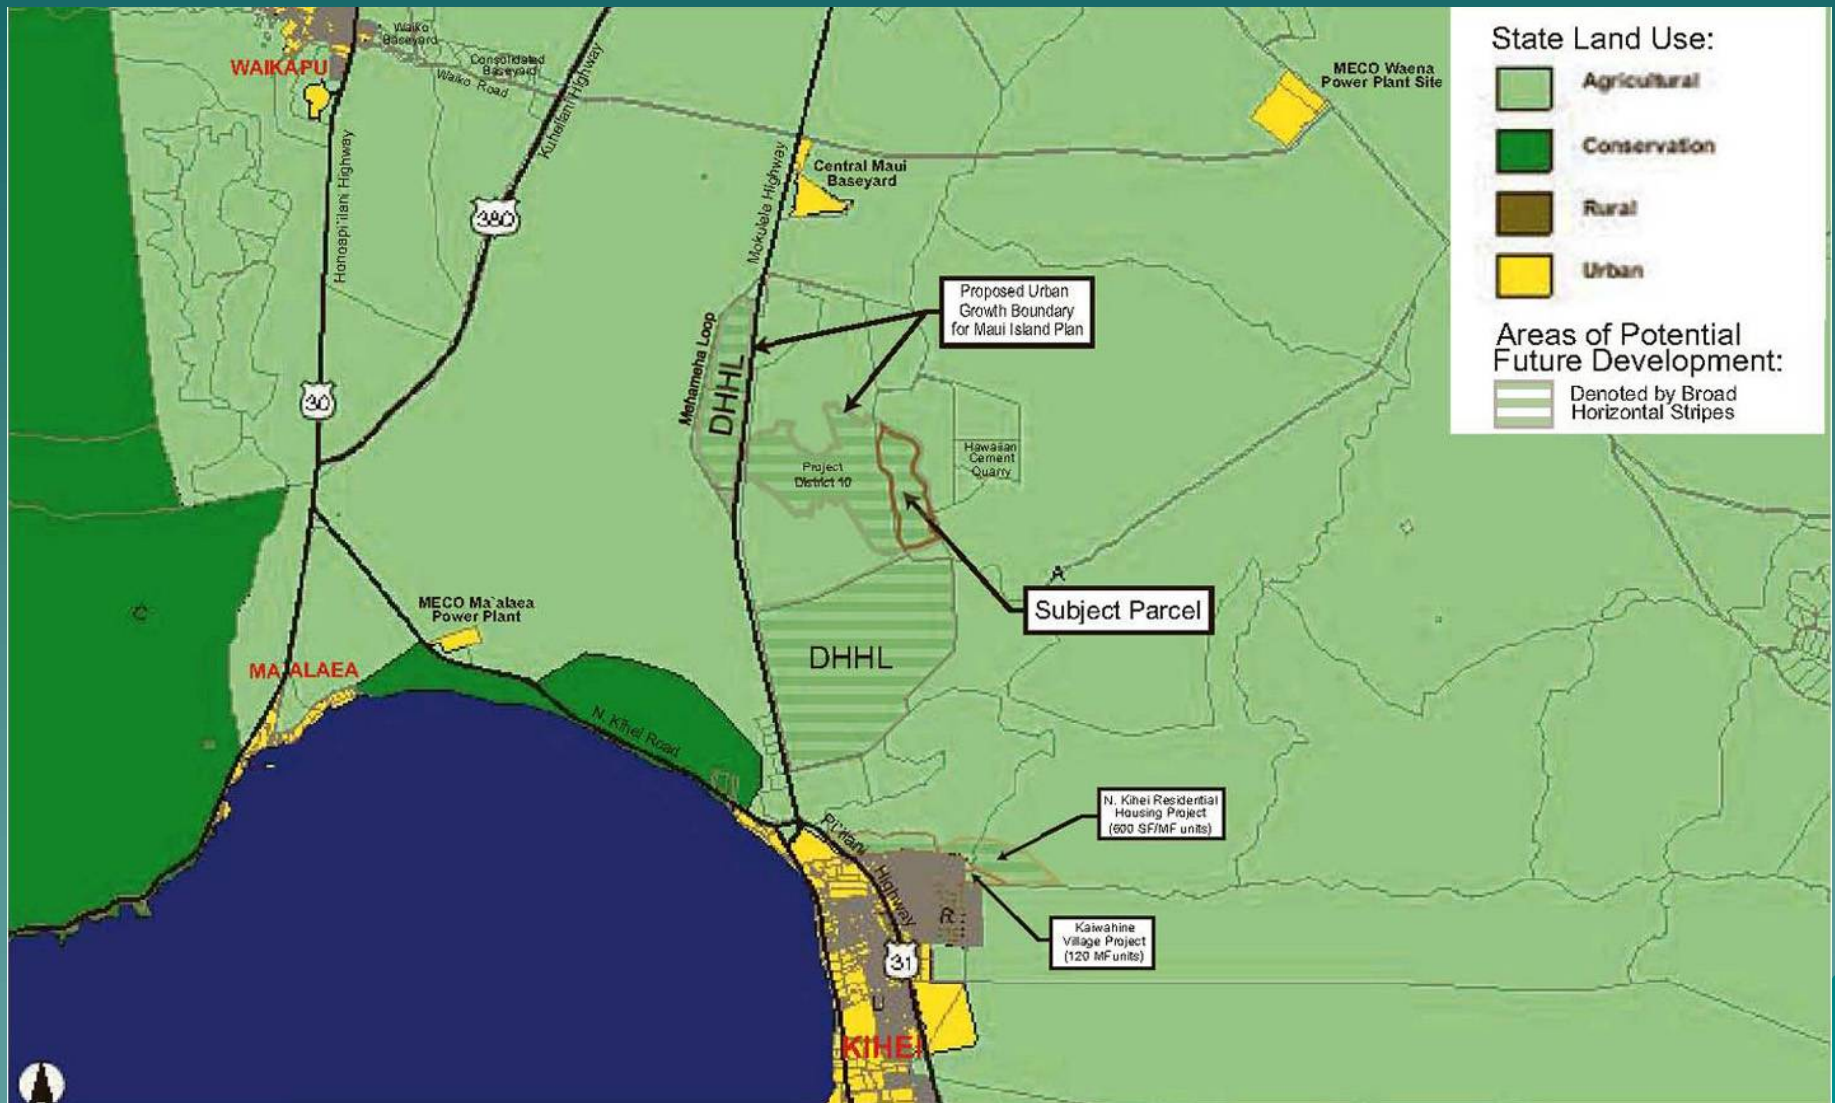 State Land Use:
Agricultural
Conservation
Rural
Urban
Areas of Potential
Future Development:
Denoted by Broad
Horizontal Stripes
WAIKAPU
Waiko
Baseyard
Consolidated
Baseyard
Waiko Road
Kuheilani Highway
Honoapi`ilani Highway
380
30
Mokulele Highway
Central Maui
Baseyard
MECO Waena
Power Plant Site
Proposed Urban
Growth Boundary
for Maui Island Plan
Mehameha Loop
DHHL
Project
District 10
Hawaiian
Cement
Quarry
A
Subject Parcel
DHHL
C
MECO Ma`alaea
Power Plant
MA`ALAEA
N. Kihei Road
Pi`ilani
Highway
N. Kihei Residential
Housing Project
(600 SF/MF units)
R
Kaiwahine
Village Project
(120 MF units)
31
U
KIHEI